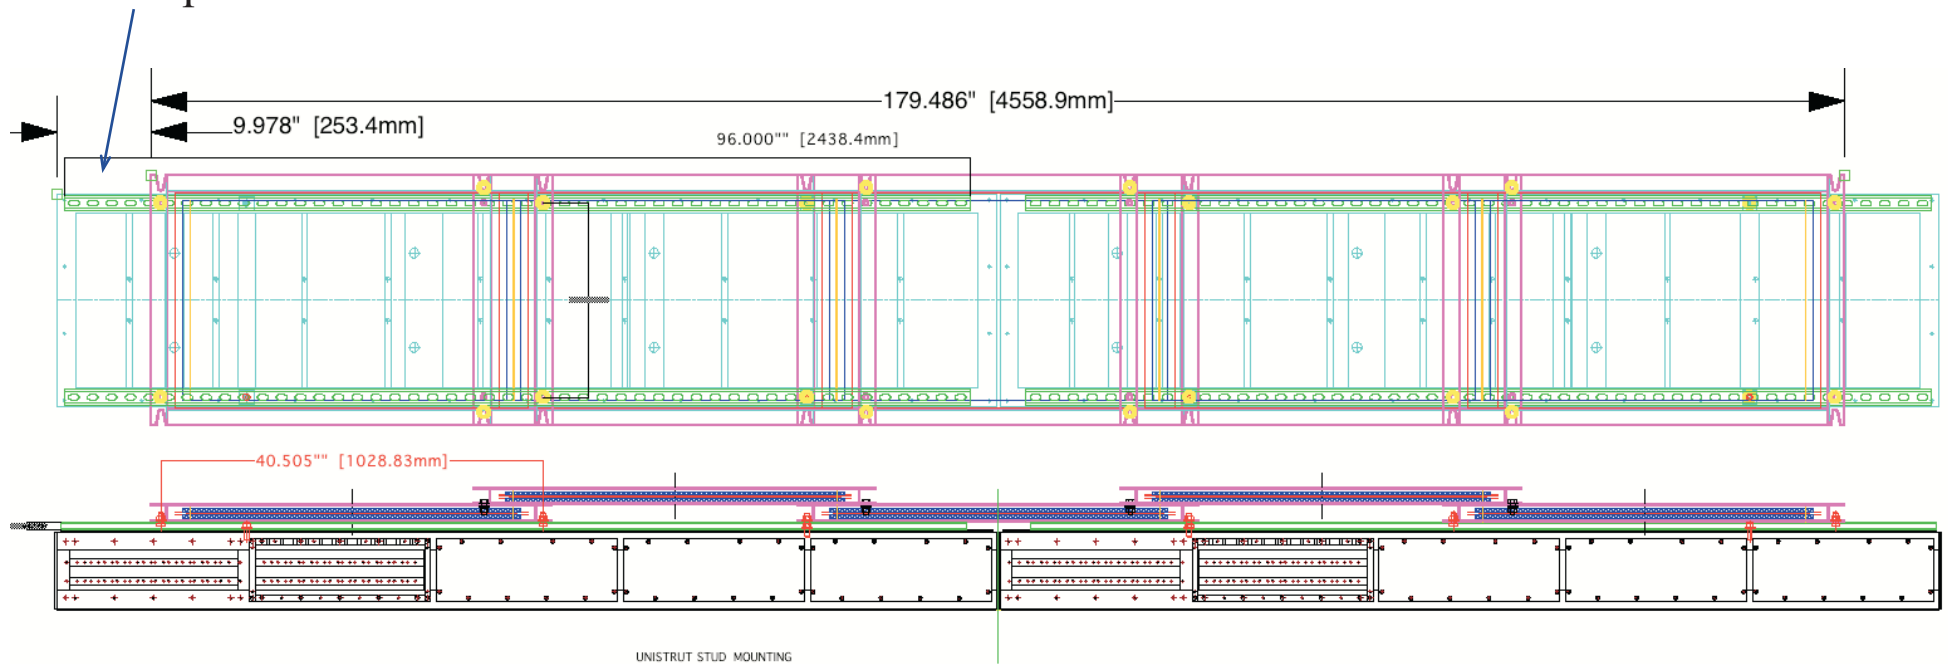 179.486" [4558.9mm]
9.978" [253.4mm]
96.000"" [2438.4mm]
40.505"" [1028.83mm]
UNISTRUT STUD MOUNTING